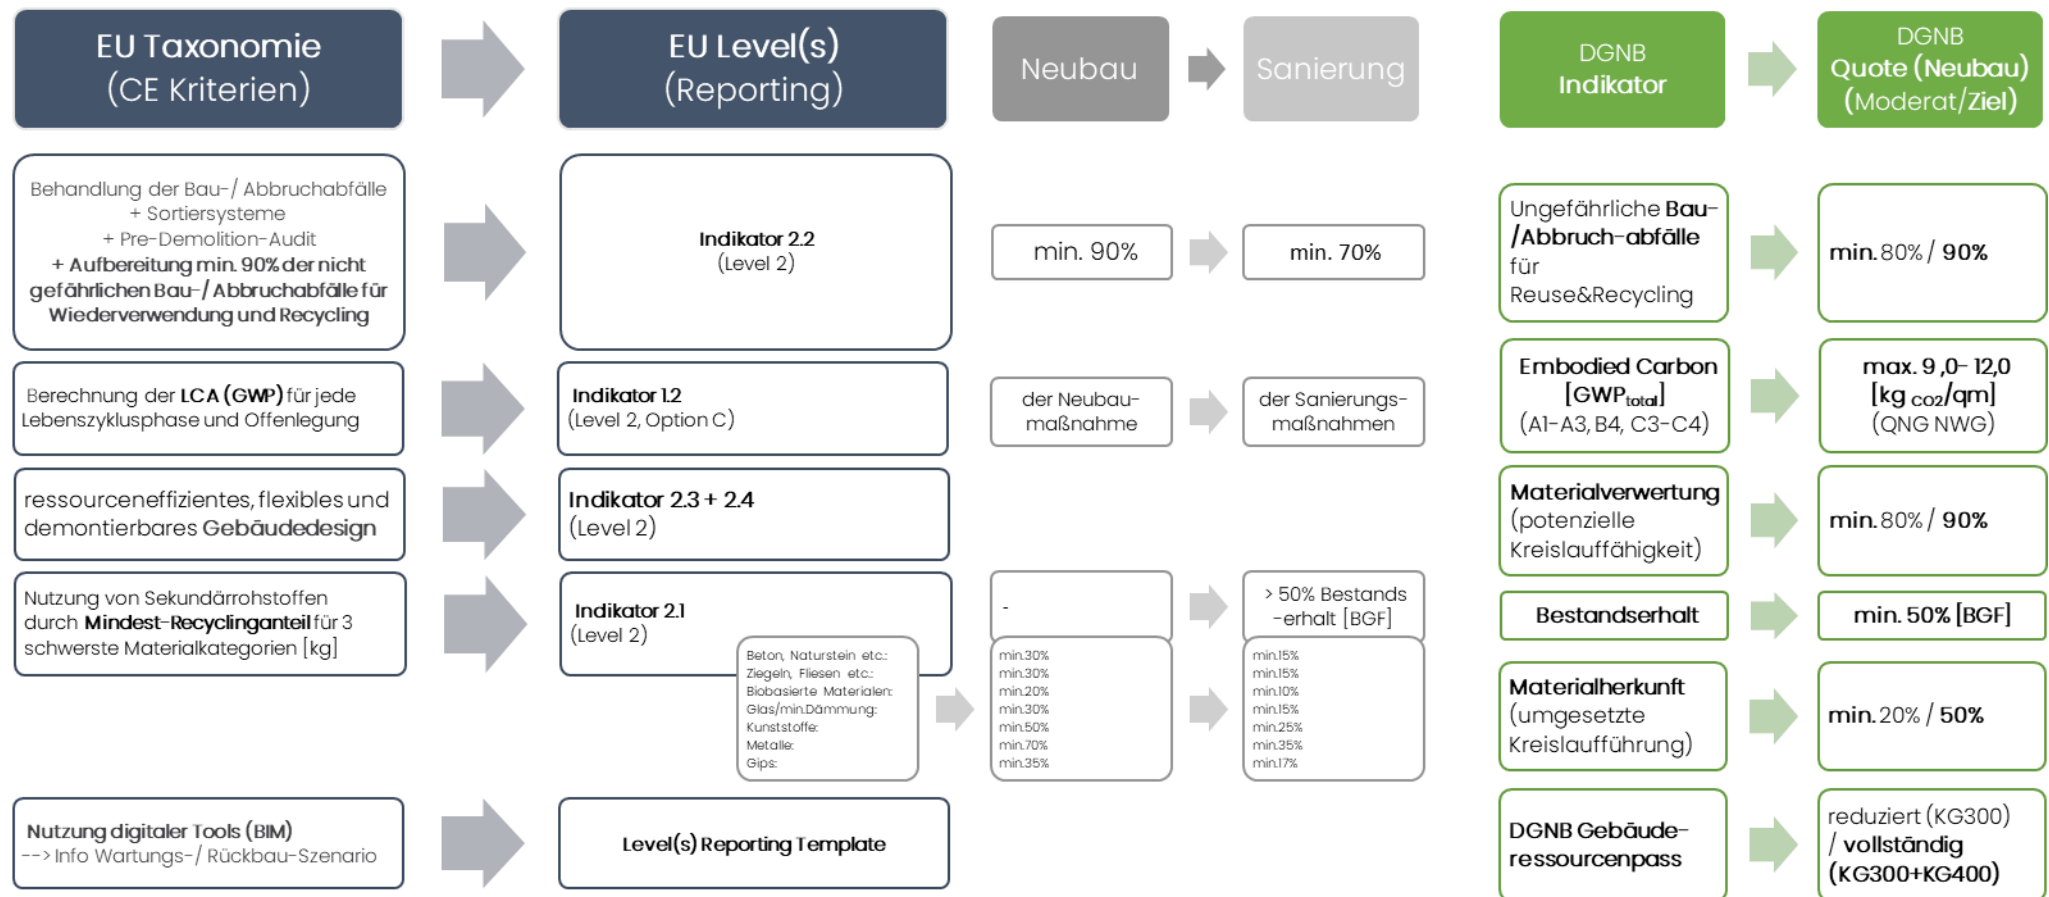 EU Taxonomie
(CE Kriterien)
EU Level(s)
(Reporting)
Neubau
Sanierung
DGNB
Indikator
DGNB
Quote (Neubau)
(Moderat/Ziel)
Behandlung der Bau-/ Abbruchabfälle
+ Sortiersysteme
+ Pre-Demolition-Audit
+ Aufbereitung min. 90% der nicht
gefährlichen Bau-/ Abbruchabfälle für
Wiederverwendung und Recycling
Indikator 2.2
(Level 2)
min. 90%
min. 70%
Ungefährliche Bau-
/Abbruch-abfälle
für
Reuse&Recycling
min. 80% / 90%
Berechnung der LCA (GWP) für jede
Lebenszyklusphase und Offenlegung
Indikator 1.2
(Level 2, Option C)
der Neubau-
maßnahme
der Sanierungs-
maßnahmen
Embodied Carbon
[GWPtotal]
(A1-A3, B4, C3-C4)
max. 9 ,0- 12,0
[kg CO2/qm]
(QNG NWG)
ressourceneffizientes, flexibles und
demontierbares Gebäudedesign
Indikator 2.3 + 2.4
(Level 2)
Materialverwertung
(potenzielle
Kreislauffähigkeit)
min. 80% / 90%
Nutzung von Sekundärrohstoffen
durch Mindest-Recyclinganteil für 3
schwerste Materialkategorien [kg]
Indikator 2.1
(Level 2)
-
> 50% Bestands
-erhalt [BGF]
Bestandserhalt
min. 50% [BGF]
Beton, Naturstein etc.:
Ziegeln, Fliesen etc.:
Biobasierte Materialen:
Glas/min.Dämmung:
Kunststoffe:
Metalle:
Gips:
min.30%
min.30%
min.20%
min.30%
min.50%
min.70%
min.35%
min.15%
min.15%
min.10%
min.15%
min.25%
min.35%
min.17%
Materialherkunft
(umgesetzte
Kreislaufführung)
min. 20% / 50%
Nutzung digitaler Tools (BIM)
--> Info Wartungs-/ Rückbau-Szenario
Level(s) Reporting Template
DGNB Gebäude-
ressourcenpass
reduziert (KG300)
/ vollständig
(KG300+KG400)